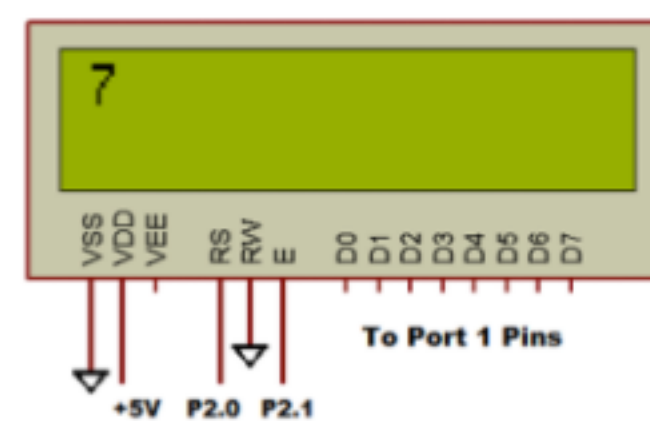 7
VSS VDD VEE RS RW E D0 D1 D2 D3 D4 D5 D6 D7
To Port 1 Pins
+5V P2.0 P2.1